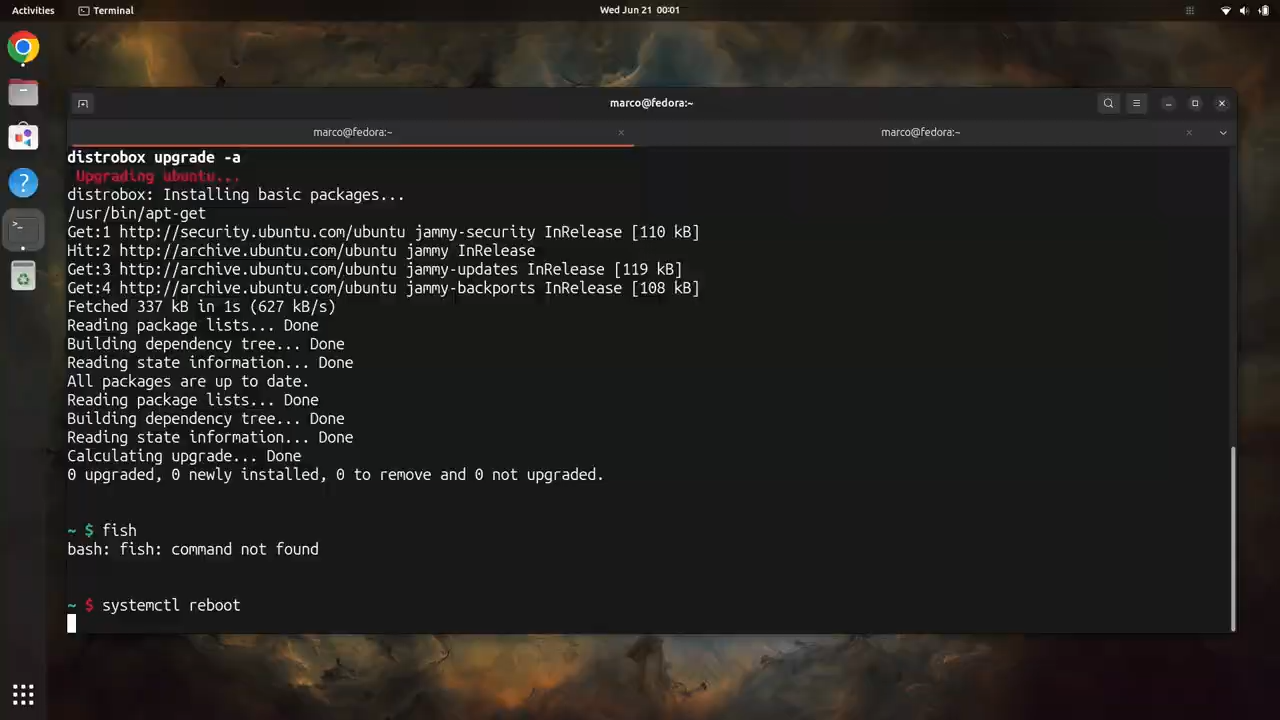 Activities
Terminal
Wed Jun 21 00:01
marco@fedora:~
marco@fedora:~
marco@fedora:~
distrobox upgrade -a
Upgrading ubuntu...
distrobox: Installing basic packages...
/usr/bin/apt-get
Get:1 http://security.ubuntu.com/ubuntu jammy-security InRelease [110 kB]
Hit:2 http://archive.ubuntu.com/ubuntu jammy InRelease
Get:3 http://archive.ubuntu.com/ubuntu jammy-updates InRelease [119 kB]
Get:4 http://archive.ubuntu.com/ubuntu jammy-backports InRelease [108 kB]
Fetched 337 kB in 1s (627 kB/s)
Reading package lists... Done
Building dependency tree... Done
Reading state information... Done
All packages are up to date.
Reading package lists... Done
Building dependency tree... Done
Reading state information... Done
Calculating upgrade... Done
0 upgraded, 0 newly installed, 0 to remove and 0 not upgraded.
~ $ fish
bash: fish: command not found
~ $ systemctl reboot